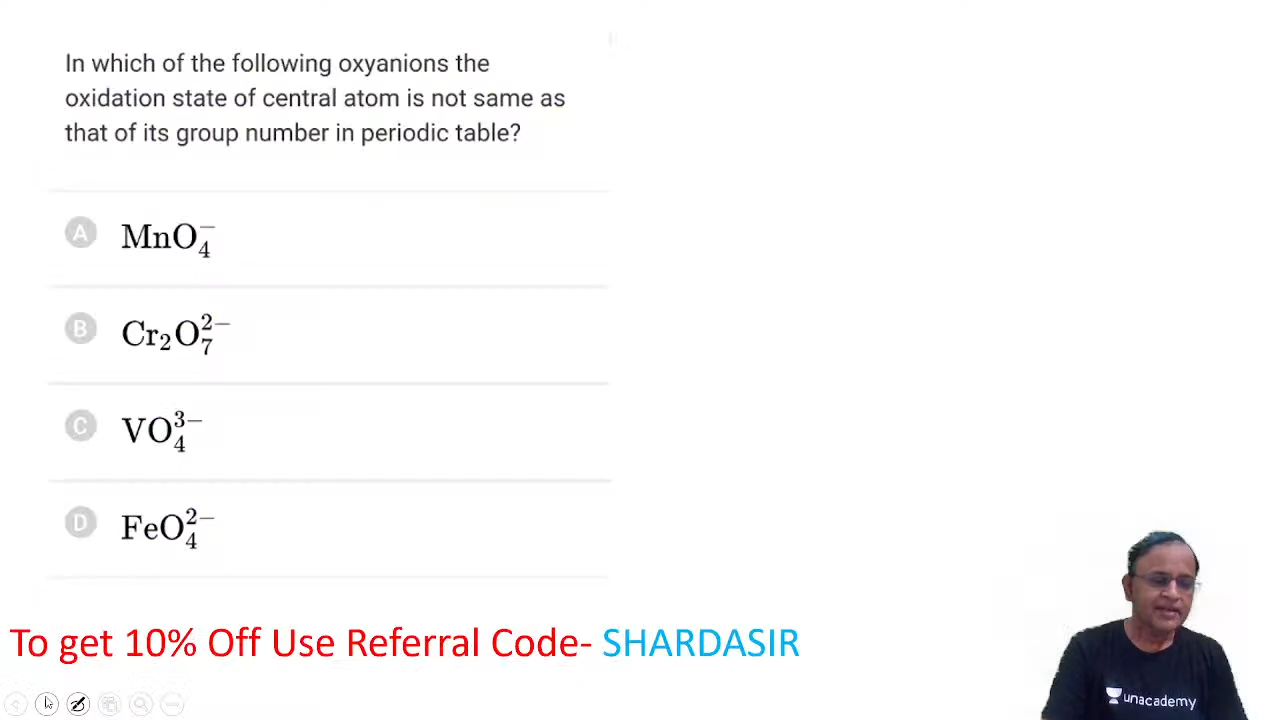 In which of the following oxyanions the
oxidation state of central atom is not same as
that of its group number in periodic table?
A MnO₄⁻
B Cr₂O₇²⁻
C VO₄³⁻
D FeO₄²⁻
To get 10% Off Use Referral Code- SHARDASIR
unacademy